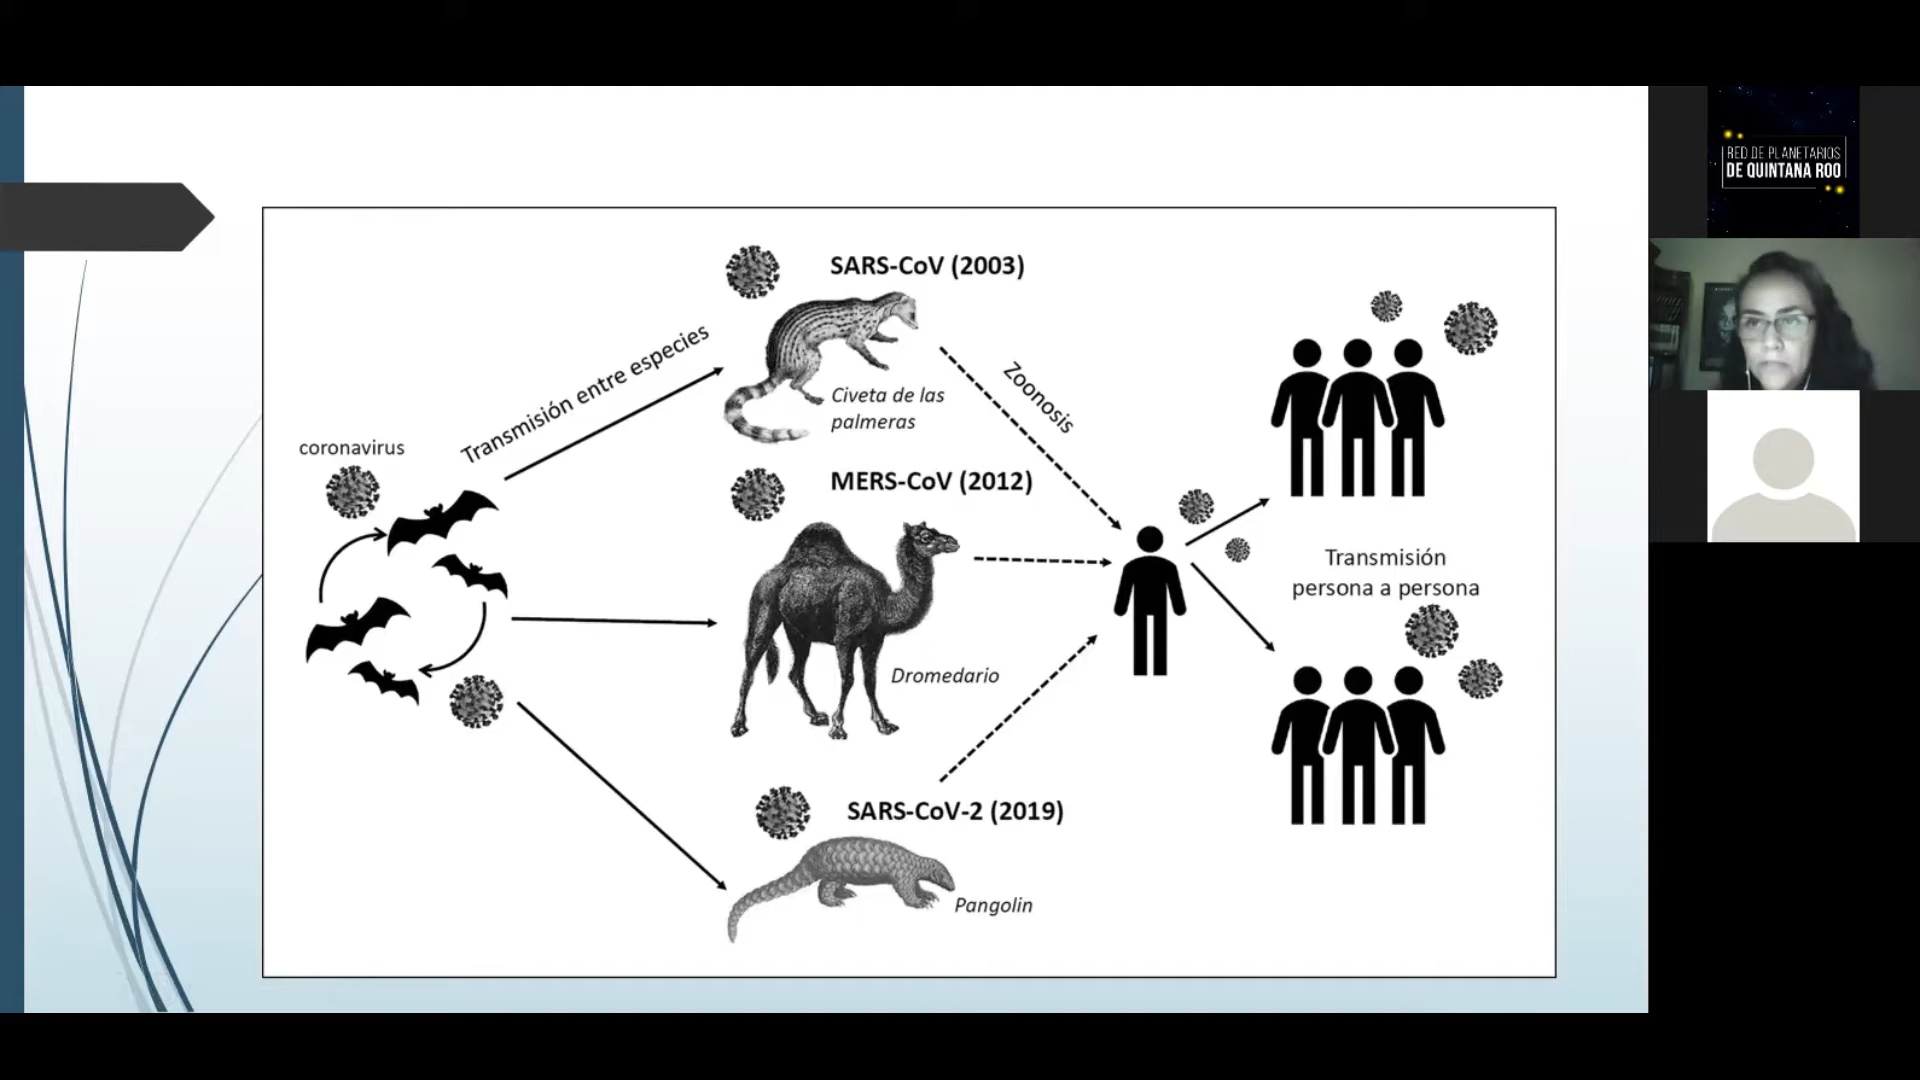 RED DE PLANETARIOS
DE QUINTANA ROO
SARS-CoV (2003)
Transmisión entre especies
Zoonosis
Civeta de las
palmeras
coronavirus
MERS-CoV (2012)
Transmisión
persona a persona
Dromedario
SARS-CoV-2 (2019)
Pangolin